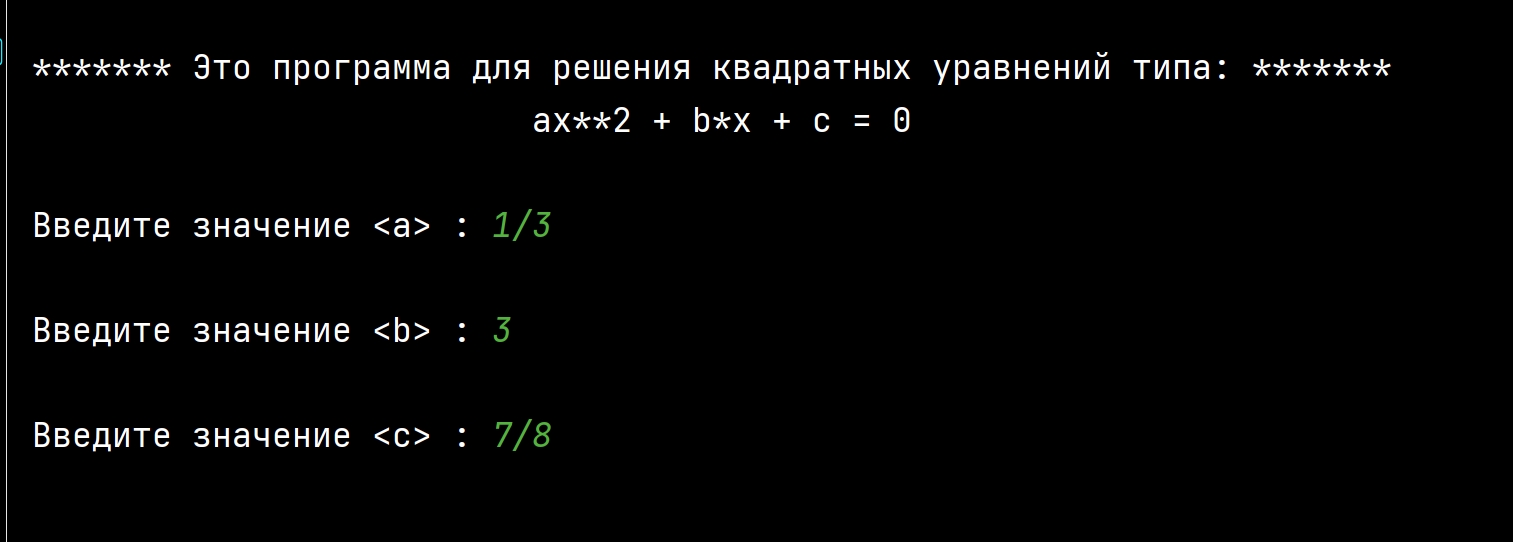 ******* Это программа для решения квадратных уравнений типа: *******
ax**2 + b*x + c = 0
Введите значение <a> : 1/3
Введите значение <b> : 3
Введите значение <c> : 7/8